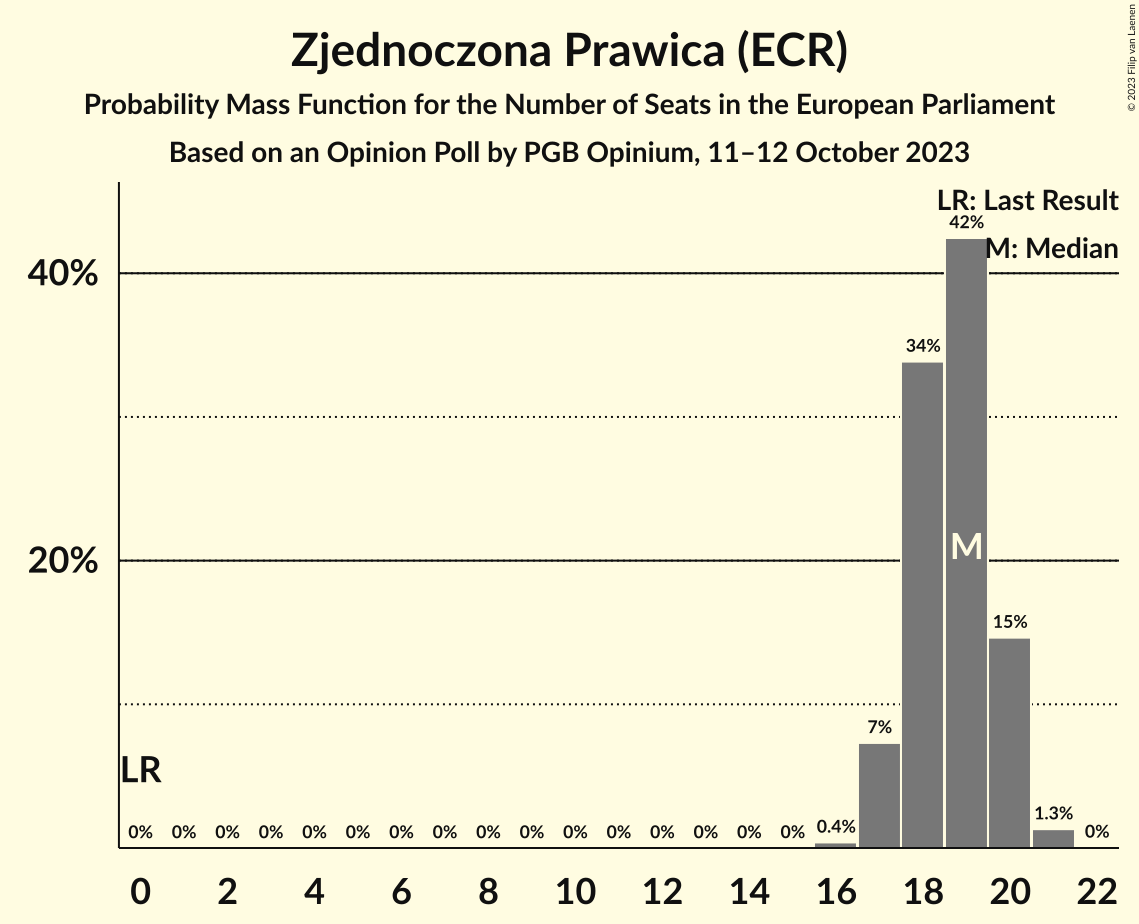 Zjednoczona Prawica (ECR)
Probability Mass Function for the Number of Seats in the European Parliament
Based on an Opinion Poll by PGB Opinium, 11–12 October 2023
© 2023 Filip van Laenen
LR: Last Result
M: Median
42%
40%
34%
20%
M
15%
7%
LR
0% 0% 0% 0% 0% 0% 0% 0% 0% 0% 0% 0% 0% 0% 0% 0% 0.4% 1.3% 0%
0 2 4 6 8 10 12 14 16 18 20 22